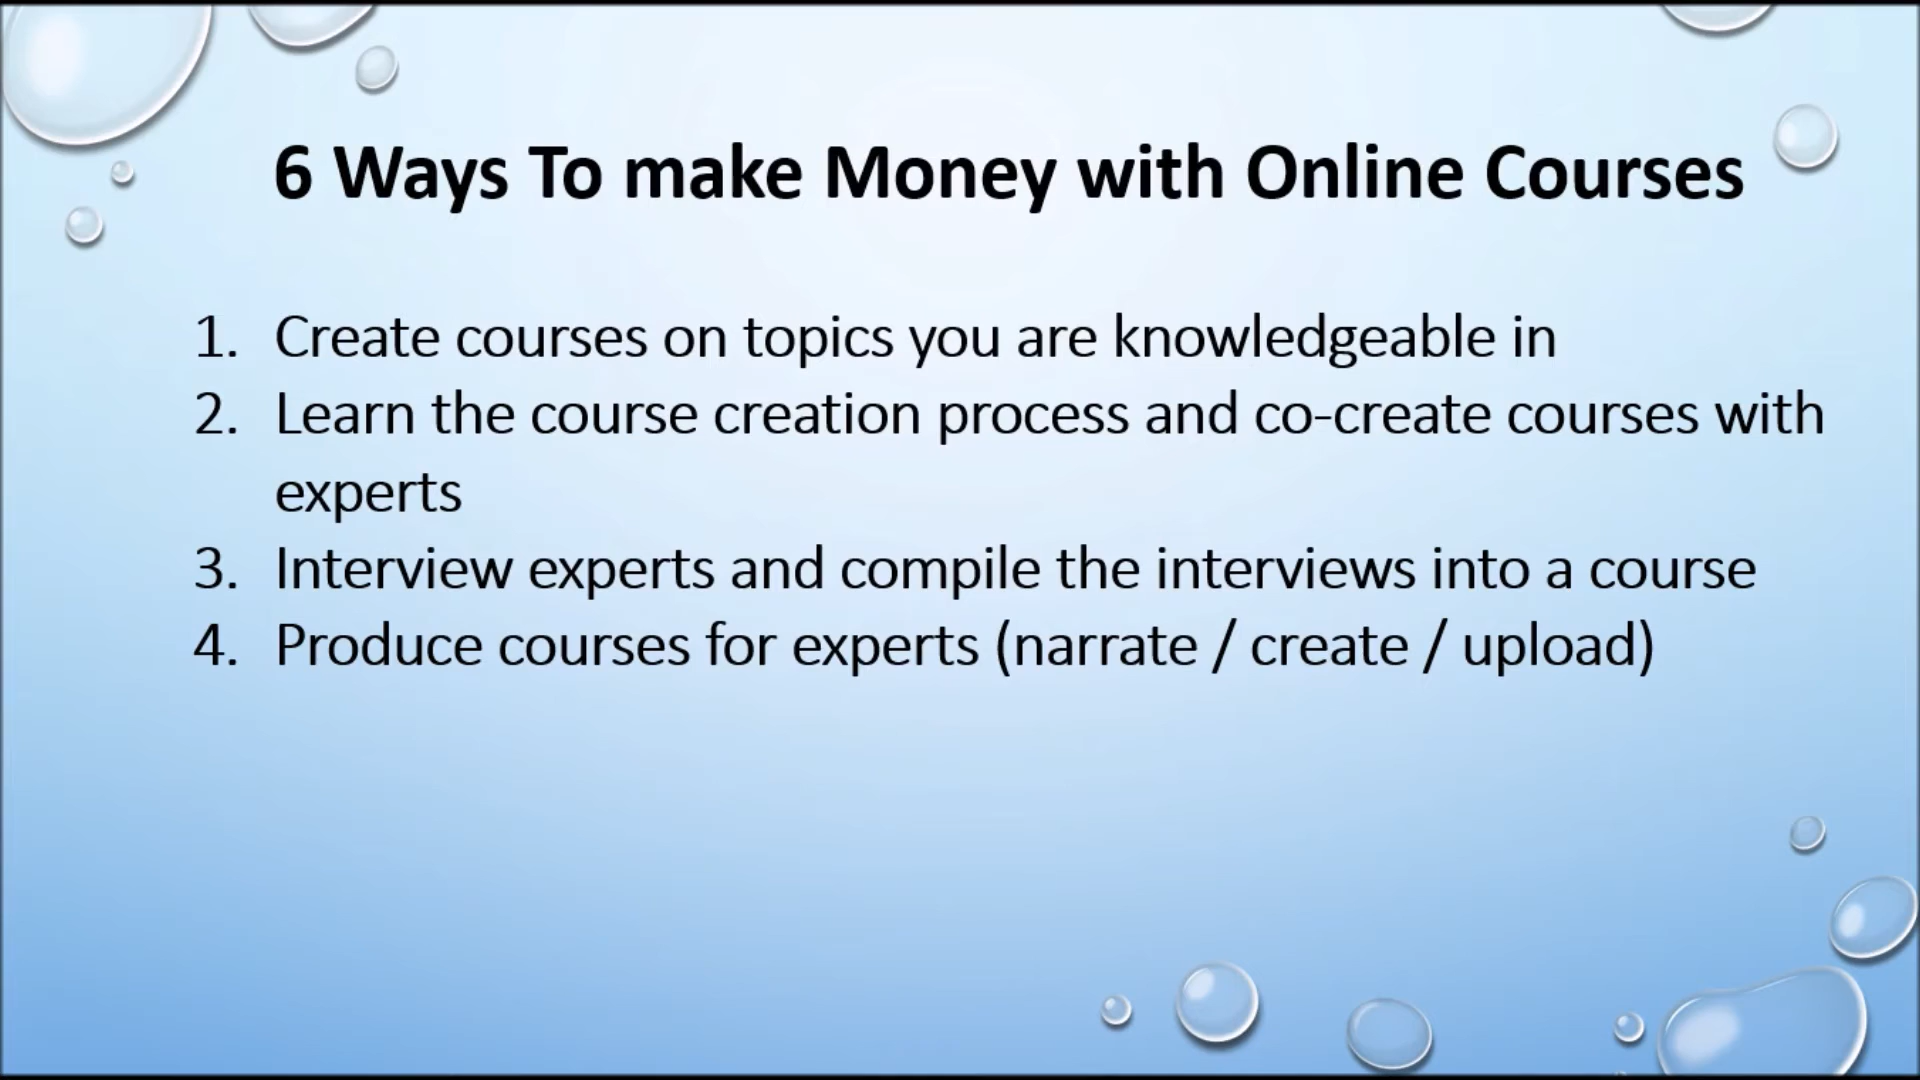 6 Ways To make Money with Online Courses
1. Create courses on topics you are knowledgeable in
2. Learn the course creation process and co-create courses with
experts
3. Interview experts and compile the interviews into a course
4. Produce courses for experts (narrate / create / upload)